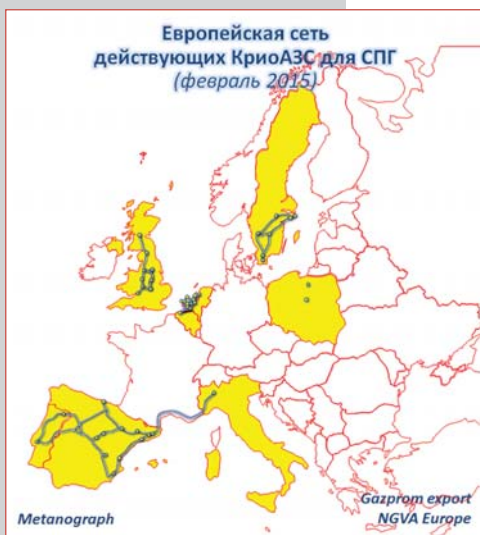 Европейская сеть
действующих КриоАЗС для СПГ
(февраль 2015)
Gazprom export
Metanograph
NGVA Europe